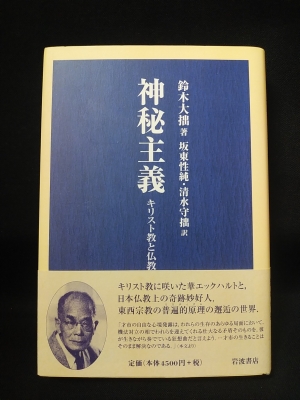 鈴木大拙 著
坂東性純・清水守拙 訳
神秘主義
キリスト教と仏教
キリスト教に咲いた華エックハルトと、
日本仏教上の奇跡妙好人。
東西宗教の普遍的原理の邂逅の世界。
定価(本体4500円+税)
岩波書店